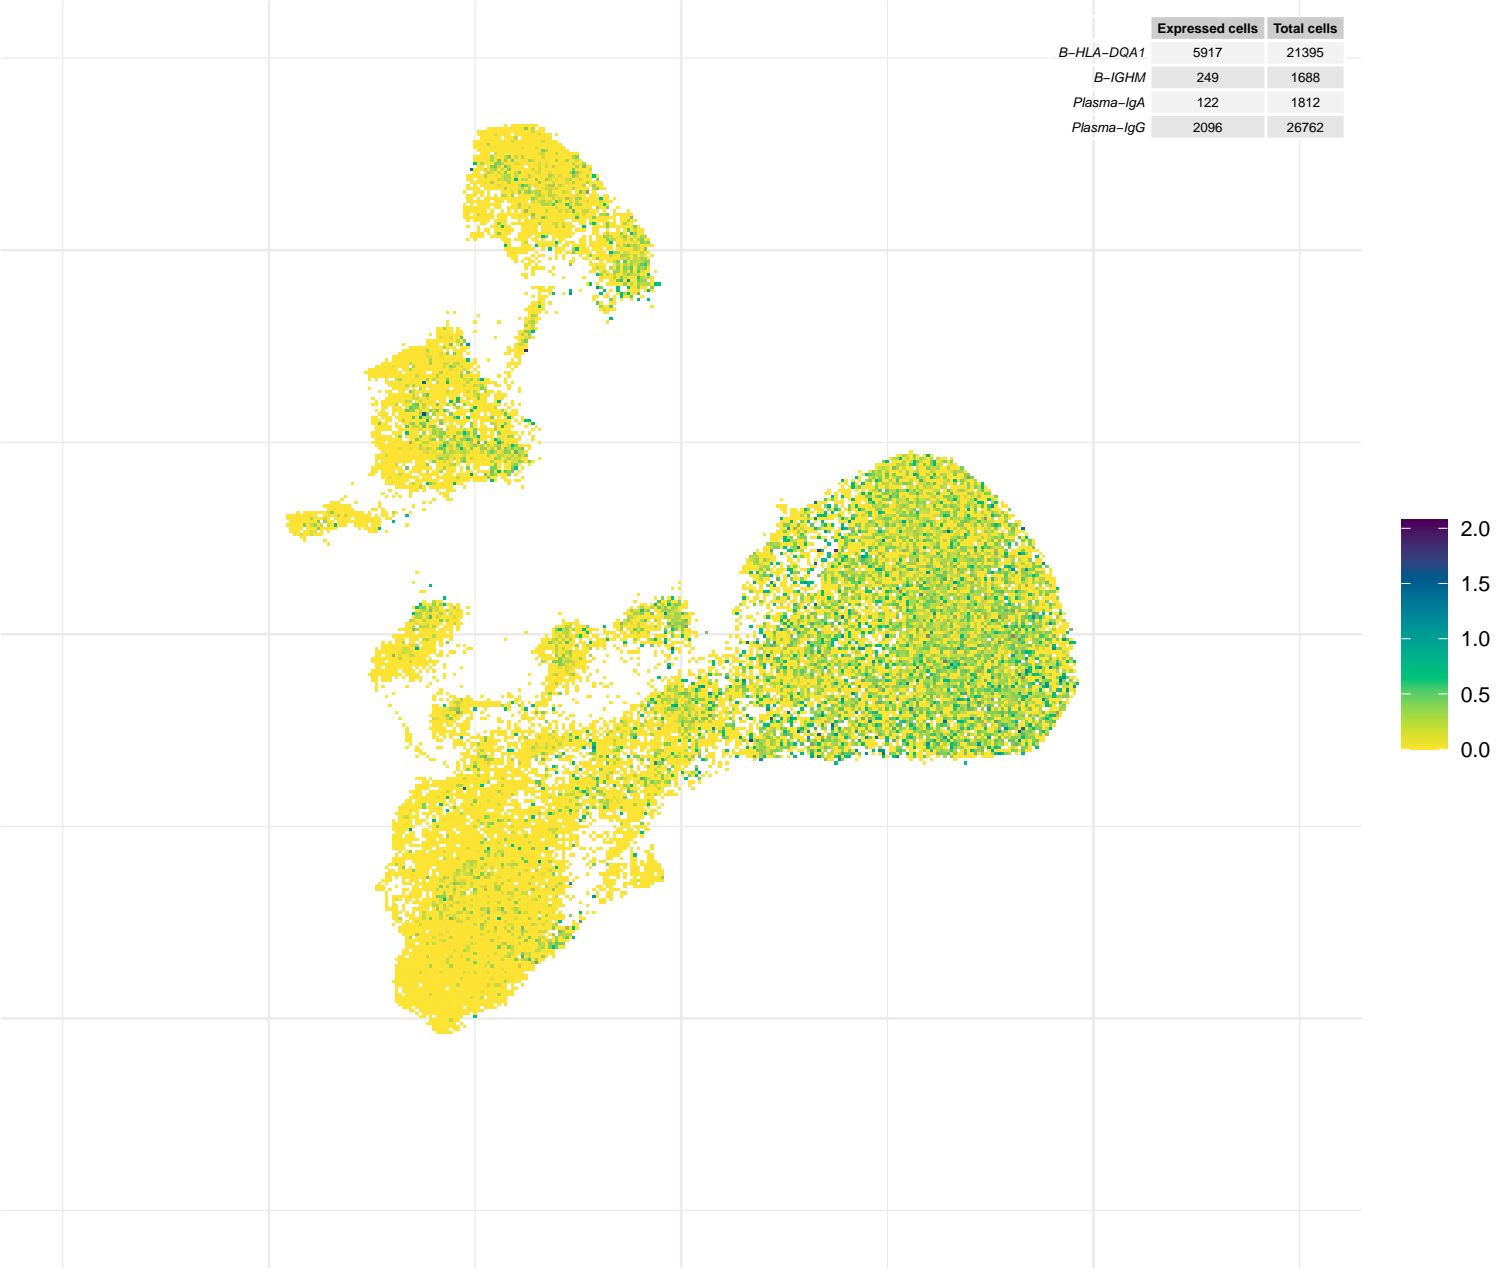 Expressed cells Total cells
B−HLA−DQA1 5917 21395
B−IGHM 249 1688
Plasma−IgA 122 1812
Plasma−IgG 2096 26762
2.0
1.5
1.0
0.5
0.0